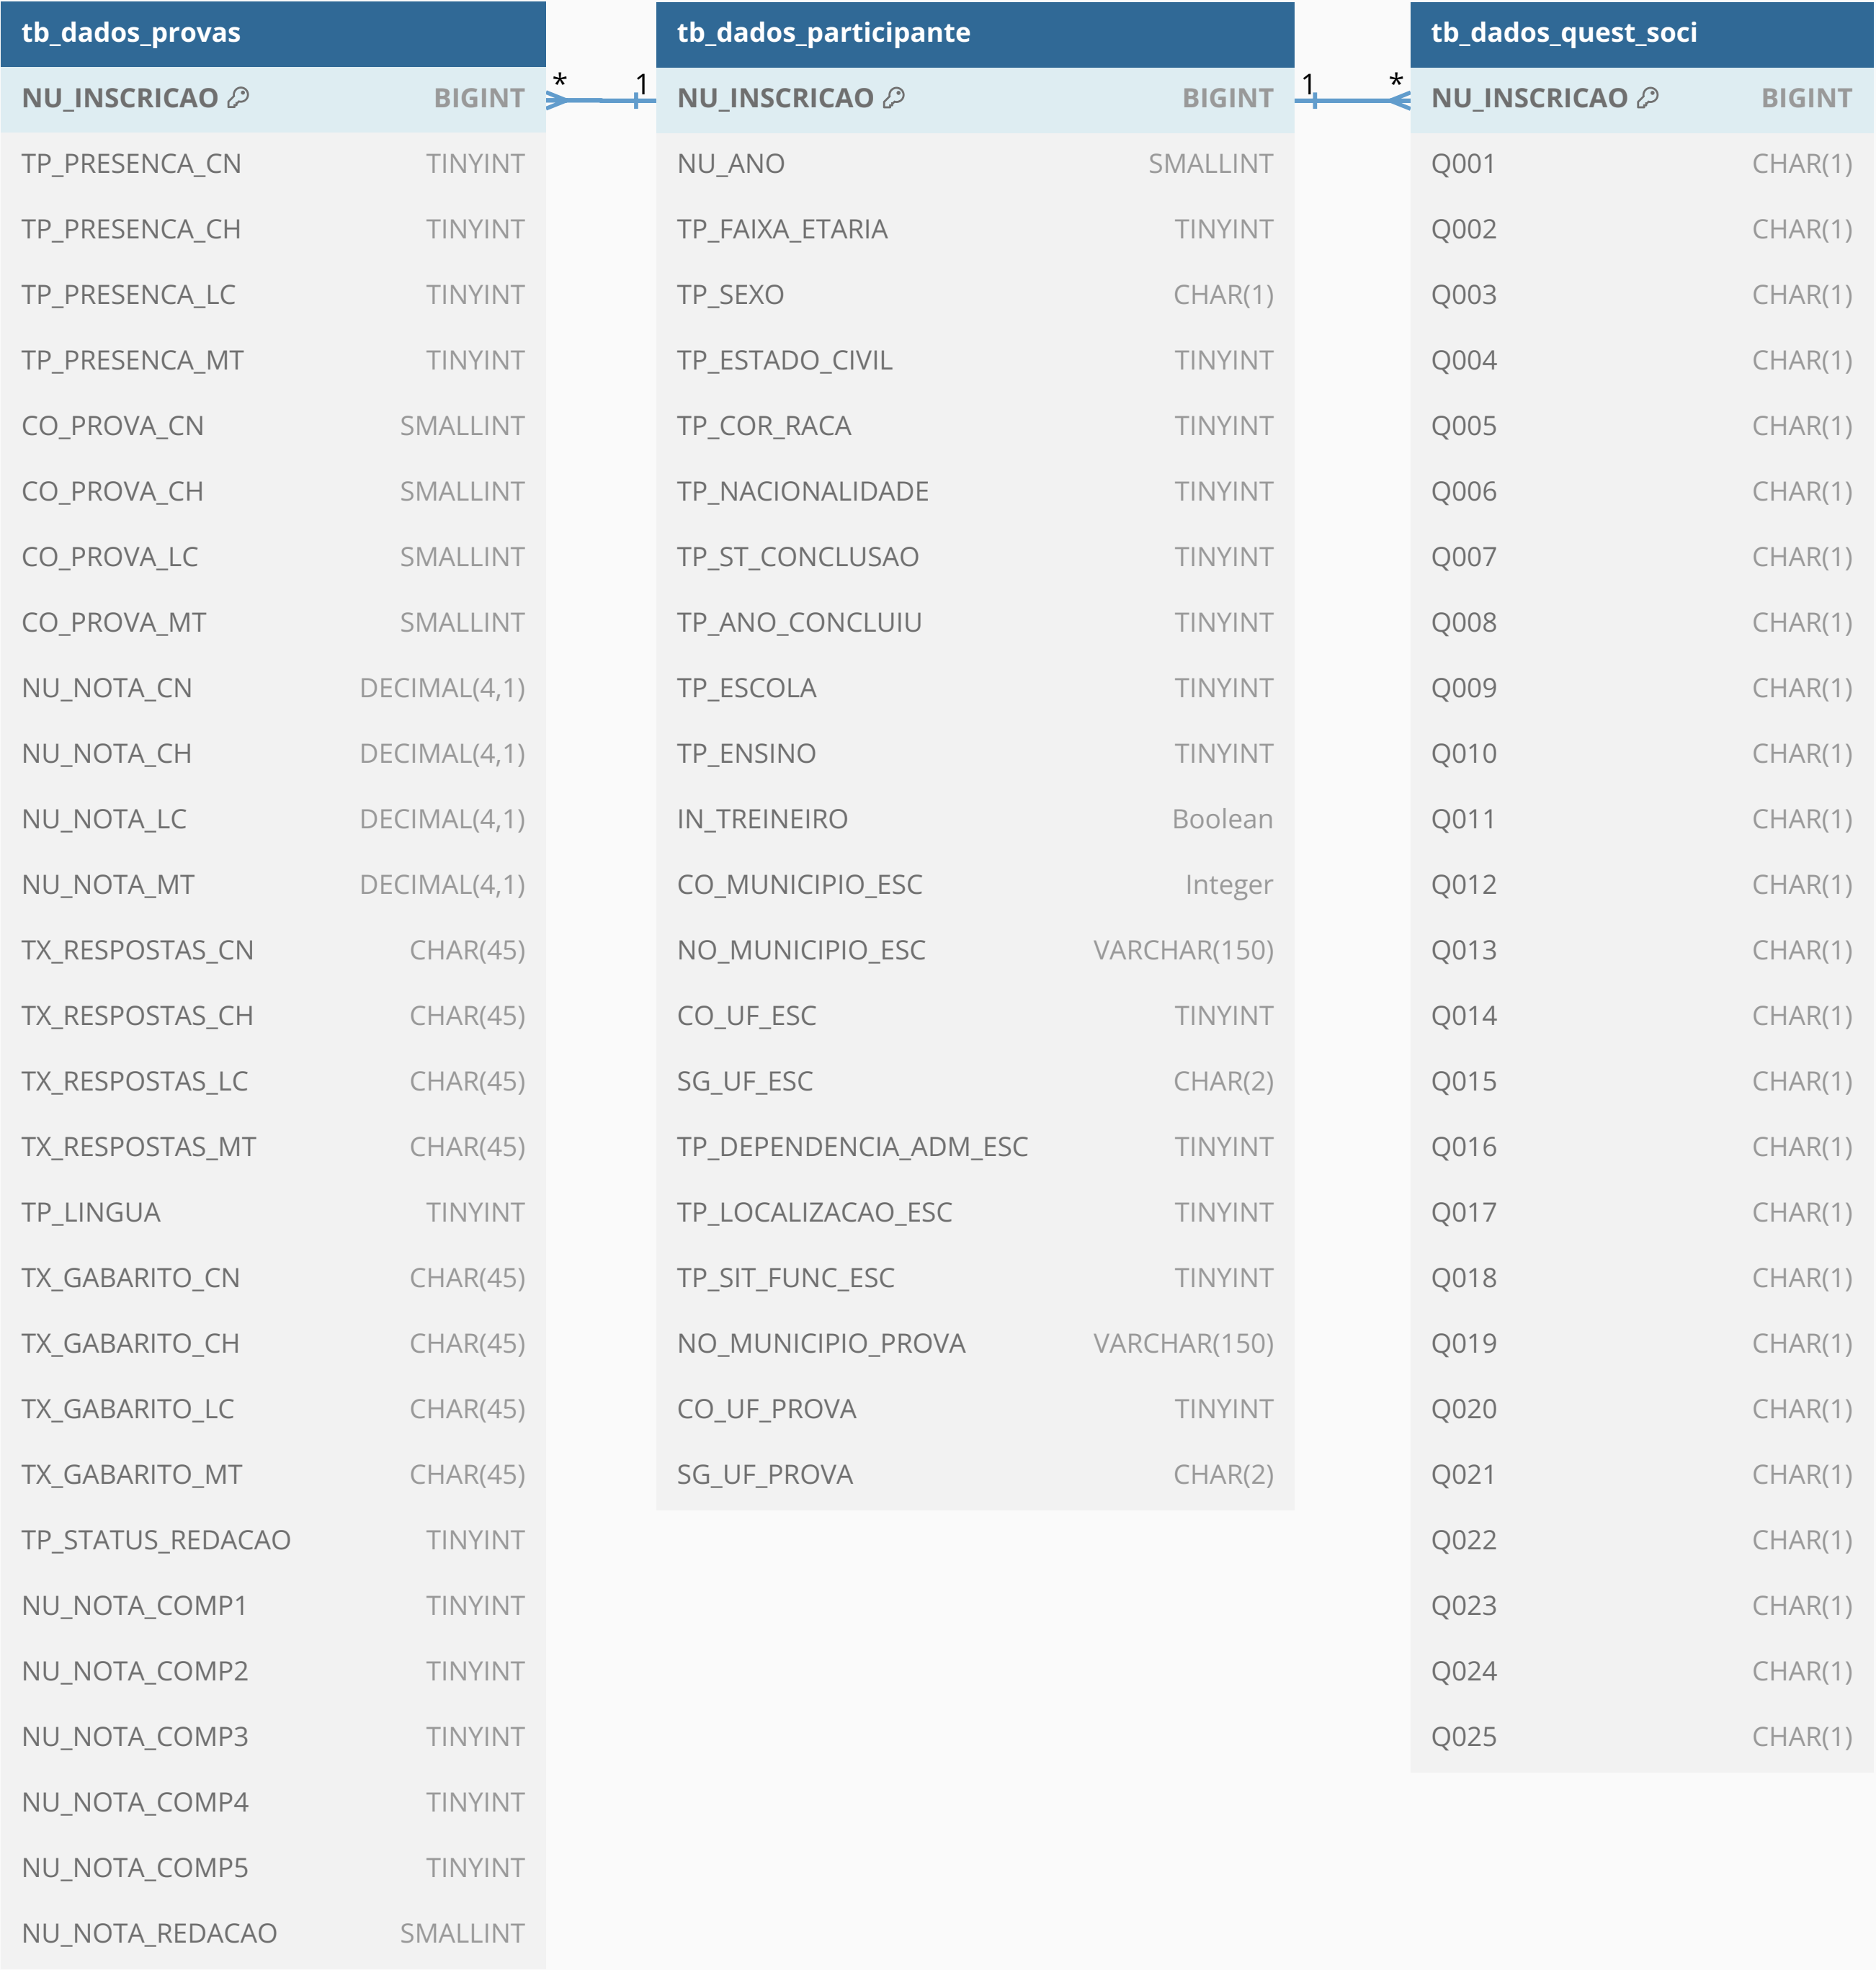 tb_dados_provas
NU_INSCRICAO BIGINT
TP_PRESENCA_CN TINYINT
TP_PRESENCA_CH TINYINT
TP_PRESENCA_LC TINYINT
TP_PRESENCA_MT TINYINT
CO_PROVA_CN SMALLINT
CO_PROVA_CH SMALLINT
CO_PROVA_LC SMALLINT
CO_PROVA_MT SMALLINT
NU_NOTA_CN DECIMAL(4,1)
NU_NOTA_CH DECIMAL(4,1)
NU_NOTA_LC DECIMAL(4,1)
NU_NOTA_MT DECIMAL(4,1)
TX_RESPOSTAS_CN CHAR(45)
TX_RESPOSTAS_CH CHAR(45)
TX_RESPOSTAS_LC CHAR(45)
TX_RESPOSTAS_MT CHAR(45)
TP_LINGUA TINYINT
TX_GABARITO_CN CHAR(45)
TX_GABARITO_CH CHAR(45)
TX_GABARITO_LC CHAR(45)
TX_GABARITO_MT CHAR(45)
TP_STATUS_REDACAO TINYINT
NU_NOTA_COMP1 TINYINT
NU_NOTA_COMP2 TINYINT
NU_NOTA_COMP3 TINYINT
NU_NOTA_COMP4 TINYINT
NU_NOTA_COMP5 TINYINT
NU_NOTA_REDACAO SMALLINT
* 1
tb_dados_participante
NU_INSCRICAO BIGINT
NU_ANO SMALLINT
TP_FAIXA_ETARIA TINYINT
TP_SEXO CHAR(1)
TP_ESTADO_CIVIL TINYINT
TP_COR_RACA TINYINT
TP_NACIONALIDADE TINYINT
TP_ST_CONCLUSAO TINYINT
TP_ANO_CONCLUIU TINYINT
TP_ESCOLA TINYINT
TP_ENSINO TINYINT
IN_TREINEIRO Boolean
CO_MUNICIPIO_ESC Integer
NO_MUNICIPIO_ESC VARCHAR(150)
CO_UF_ESC TINYINT
SG_UF_ESC CHAR(2)
TP_DEPENDENCIA_ADM_ESC TINYINT
TP_LOCALIZACAO_ESC TINYINT
TP_SIT_FUNC_ESC TINYINT
NO_MUNICIPIO_PROVA VARCHAR(150)
CO_UF_PROVA TINYINT
SG_UF_PROVA CHAR(2)
1 *
tb_dados_quest_soci
NU_INSCRICAO BIGINT
Q001 CHAR(1)
Q002 CHAR(1)
Q003 CHAR(1)
Q004 CHAR(1)
Q005 CHAR(1)
Q006 CHAR(1)
Q007 CHAR(1)
Q008 CHAR(1)
Q009 CHAR(1)
Q010 CHAR(1)
Q011 CHAR(1)
Q012 CHAR(1)
Q013 CHAR(1)
Q014 CHAR(1)
Q015 CHAR(1)
Q016 CHAR(1)
Q017 CHAR(1)
Q018 CHAR(1)
Q019 CHAR(1)
Q020 CHAR(1)
Q021 CHAR(1)
Q022 CHAR(1)
Q023 CHAR(1)
Q024 CHAR(1)
Q025 CHAR(1)